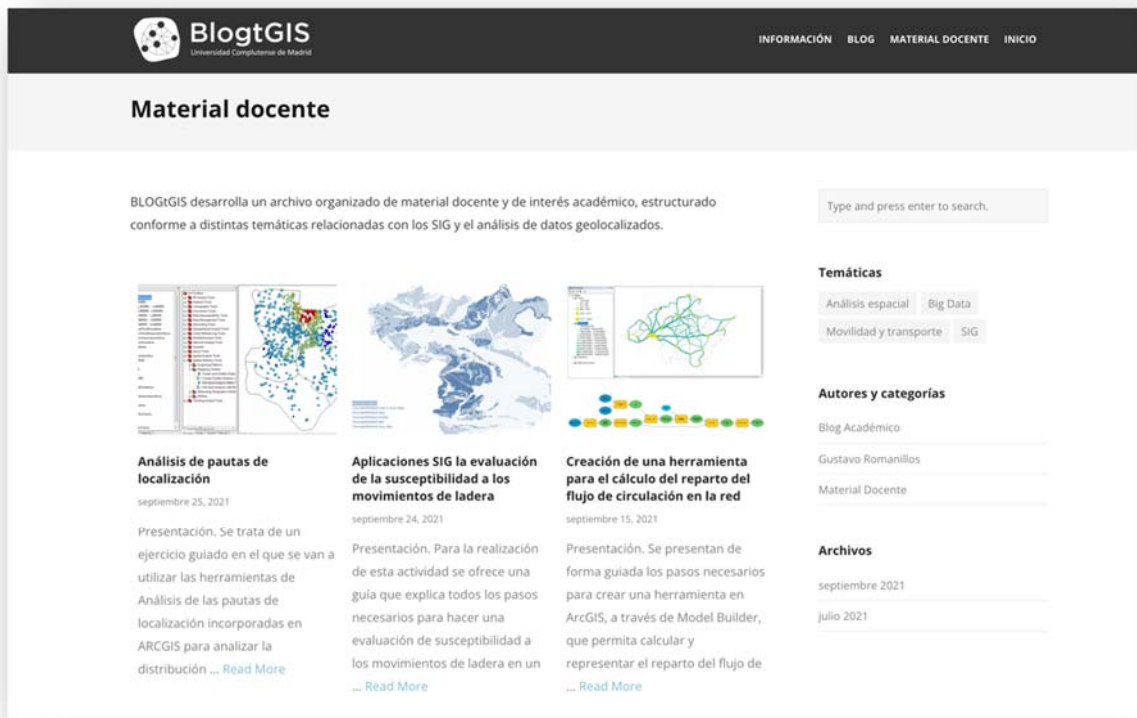 BlogtGIS
Universidad Complutense de Madrid
INFORMACIÓN BLOG MATERIAL DOCENTE INICIO
Material docente
BLOGtGIS desarrolla un archivo organizado de material docente y de interés académico, estructurado
conforme a distintas temáticas relacionadas con los SIG y el análisis de datos geolocalizados.
Análisis de pautas de
localización
septiembre 25, 2021
Presentación. Se trata de un
ejercicio guiado en el que se van a
utilizar las herramientas de
Análisis de las pautas de
localización incorporadas en
ARCGIS para analizar la
distribución ... Read More
Aplicaciones SIG la evaluación
de la susceptibilidad a los
movimientos de ladera
septiembre 24, 2021
Presentación. Para la realización
de esta actividad se ofrece una
guía que explica todos los pasos
necesarios para hacer una
evaluación de susceptibilidad a
los movimientos de ladera en un
... Read More
Creación de una herramienta
para el cálculo del reparto del
flujo de circulación en la red
septiembre 15, 2021
Presentación. Se presentan de
forma guiada los pasos necesarios
para crear una herramienta en
ArcGIS, a través de Model Builder,
que permita calcular y
representar el reparto del flujo de
... Read More
Type and press enter to search.
Temáticas
Análisis espacial Big Data
Movilidad y transporte SIG
Autores y categorías
Blog Académico
Gustavo Romanillos
Material Docente
Archivos
septiembre 2021
julio 2021